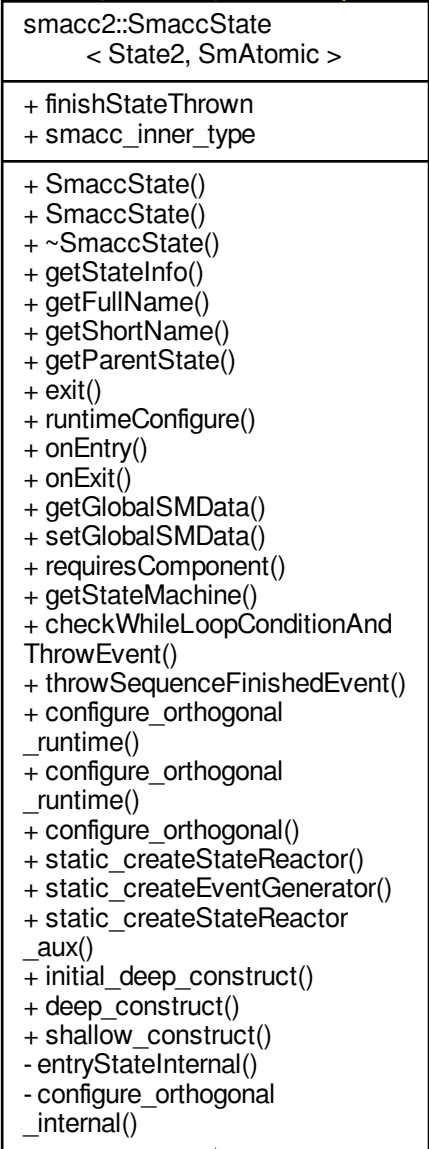 smacc2::SmaccState
< State2, SmAtomic >
+ finishStateThrown
+ smacc_inner_type
+ SmaccState()
+ SmaccState()
+ ~SmaccState()
+ getStateInfo()
+ getFullName()
+ getShortName()
+ getParentState()
+ exit()
+ runtimeConfigure()
+ onEntry()
+ onExit()
+ getGlobalSMData()
+ setGlobalSMData()
+ requiresComponent()
+ getStateMachine()
+ checkWhileLoopConditionAnd
ThrowEvent()
+ throwSequenceFinishedEvent()
+ configure_orthogonal
_runtime()
+ configure_orthogonal
_runtime()
+ configure_orthogonal()
+ static_createStateReactor()
+ static_createEventGenerator()
+ static_createStateReactor
_aux()
+ initial_deep_construct()
+ deep_construct()
+ shallow_construct()
- entryStateInternal()
- configure_orthogonal
_internal()